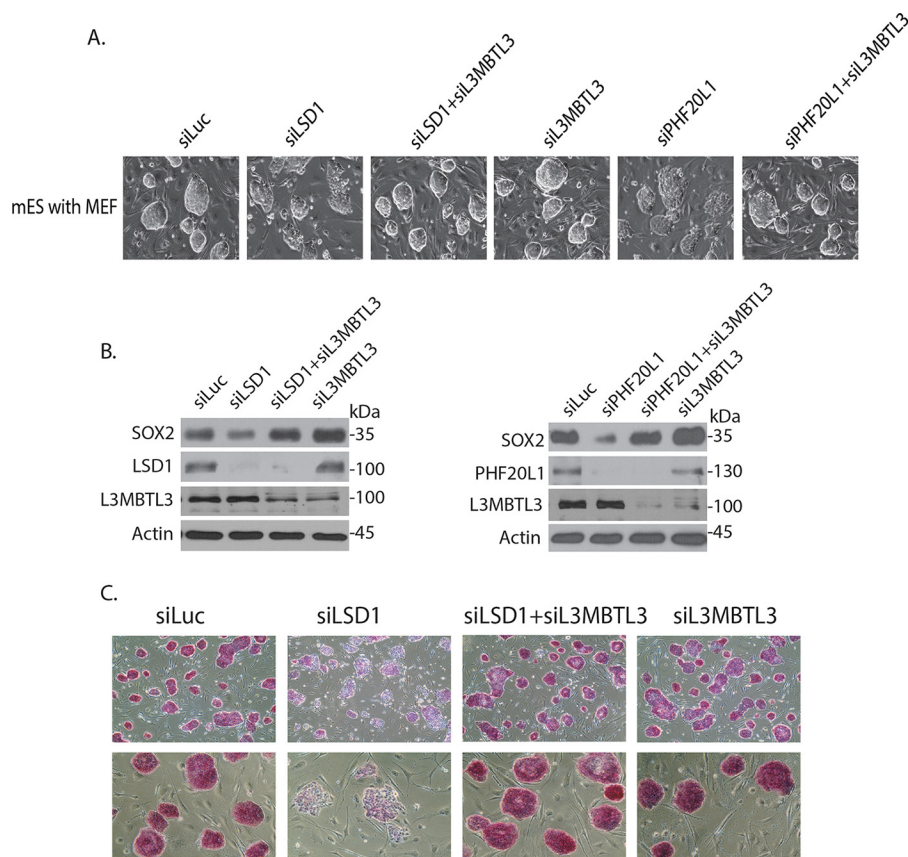 A.
siLuc
siLSD1
siLSD1+siL3MBTL3
siL3MBTL3
siPHF20L1
siPHF20L1+siL3MBTL3
mES with MEF
B.
siLuc
siLSD1
siLSD1+siL3MBTL3
siL3MBTL3
kDa
SOX2
-35
LSD1
-100
L3MBTL3
-100
Actin
-45
siLuc
siPHF20L1
siPHF20L1+siL3MBTL3
siL3MBTL3
kDa
SOX2
-35
PHF20L1
-130
L3MBTL3
-100
Actin
-45
C.
siLuc
siLSD1
siLSD1+siL3MBTL3
siL3MBTL3